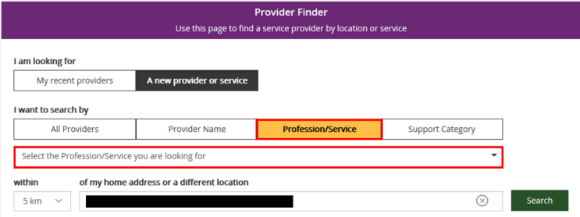 Provider Finder
Use this page to find a service provider by location or service
I am looking for
My recent providers A new provider or service
I want to search by
All Providers Provider Name Profession/Service Support Category
Select the Profession/Service you are looking for
within of my home address or a different location
5 km Search